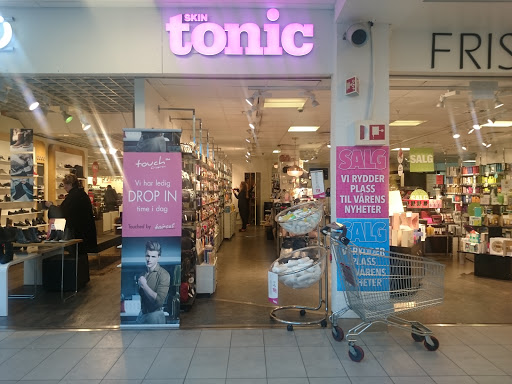 SKIN
tonic
FRIS
touch
Vi har ledig
DROP IN
time i dag
SALG
VI RYDDER
PLASS
TIL VÅRENS
NYHETER
SALG
SALG
VI RYDDER
PLASS
TIL VÅRENS
NYHETER